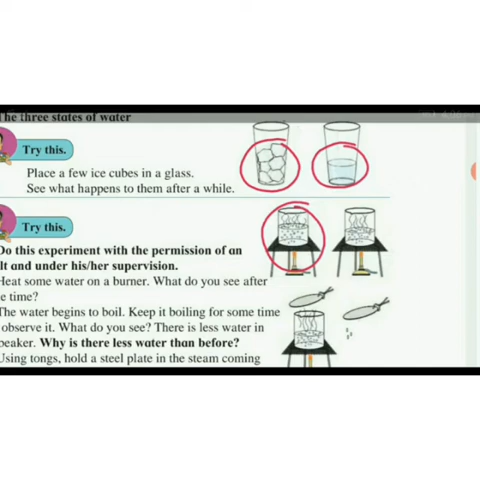 The three states of water
Try this.
Place a few ice cubes in a glass.
See what happens to them after a while.
Try this.
Do this experiment with the permission of an
lt and under his/her supervision.
Heat some water on a burner. What do you see after
e time?
The water begins to boil. Keep it boiling for some time
observe it. What do you see? There is less water in
beaker. Why is there less water than before?
Using tongs, hold a steel plate in the steam coming